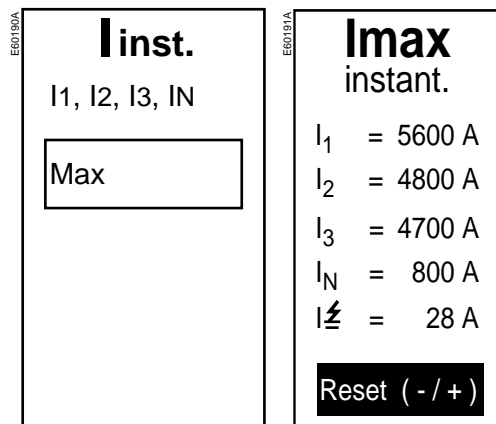 E60190A
I inst.
I1, I2, I3, IN
Max
E60191A
Imax
instant.
I1 = 5600 A
I2 = 4800 A
I3 = 4700 A
IN = 800 A
I⏚ = 28 A
Reset ( - / + )